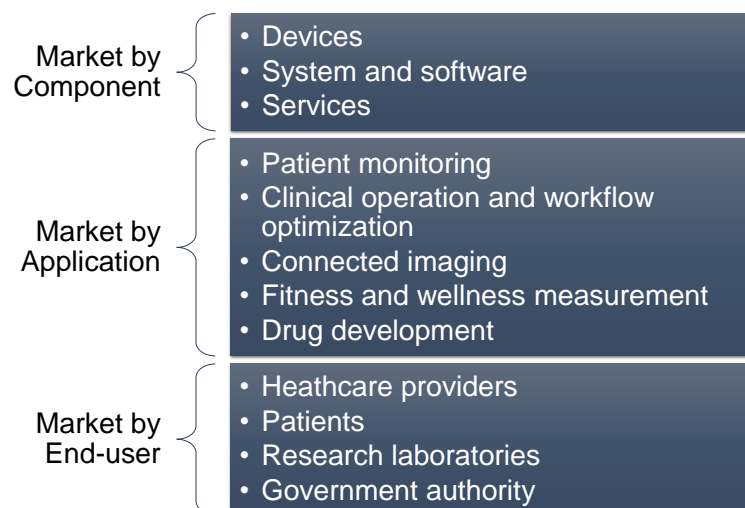 Market by
Component
• Devices
• System and software
• Services
Market by
Application
• Patient monitoring
• Clinical operation and workflow
optimization
• Connected imaging
• Fitness and wellness measurement
• Drug development
Market by
End-user
• Heathcare providers
• Patients
• Research laboratories
• Government authority